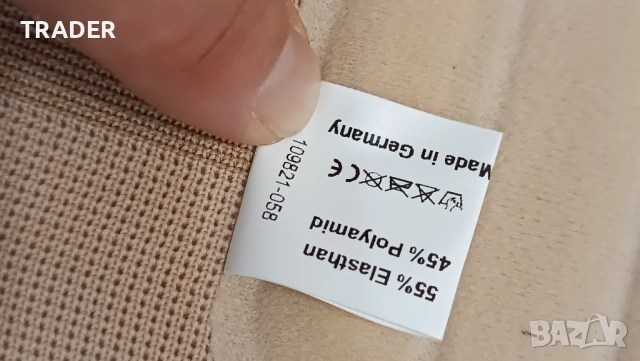 TRADER
55% Elasthan
45% Polyamid
CE
Made in Germany
109821-058
BAZAR